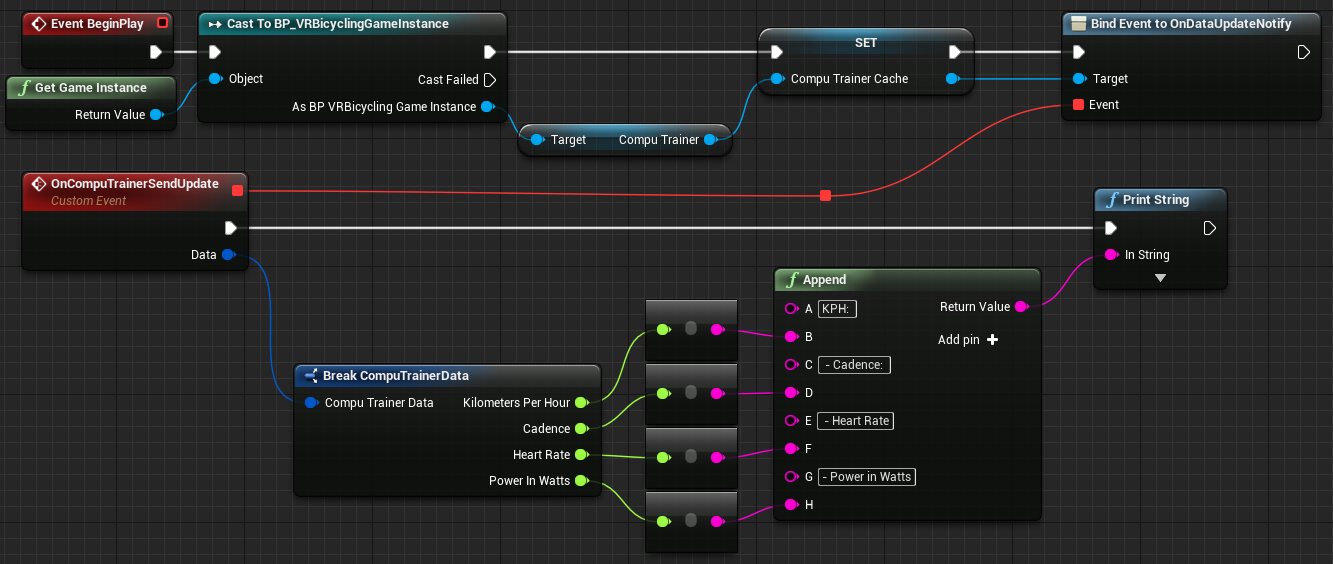 Event BeginPlay
Cast To BP_VRBicyclingGameInstance
Object
Cast Failed
As BP VRBicycling Game Instance
f Get Game Instance
Return Value
Target
Compu Trainer
SET
Compu Trainer Cache
Bind Event to OnDataUpdateNotify
Target
Event
OnCompuTrainerSendUpdate
Custom Event
Data
f Print String
In String
Break CompuTrainerData
Compu Trainer Data
Kilometers Per Hour
Cadence
Heart Rate
Power In Watts
f Append
A KPH:
Return Value
B
Add pin +
C - Cadence:
D
E - Heart Rate
F
G - Power in Watts
H